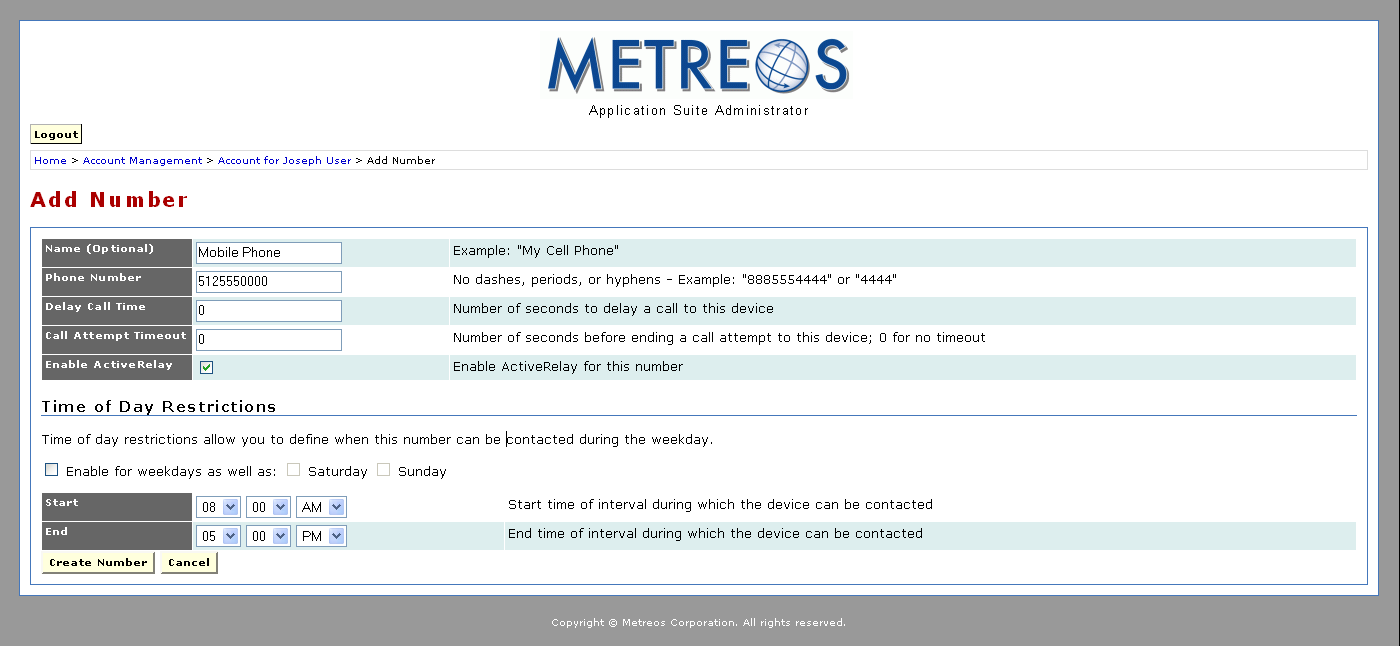 METREOS
Application Suite Administrator
Logout
Home > Account Management > Account for Joseph User > Add Number
Add Number
Name (Optional) Mobile Phone Example: "My Cell Phone"
Phone Number 5125550000 No dashes, periods, or hyphens - Example: "8885554444" or "4444"
Delay Call Time 0 Number of seconds to delay a call to this device
Call Attempt Timeout 0 Number of seconds before ending a call attempt to this device; 0 for no timeout
Enable ActiveRelay Enable ActiveRelay for this number
Time of Day Restrictions
Time of day restrictions allow you to define when this number can be contacted during the weekday.
Enable for weekdays as well as: Saturday Sunday
Start 08 00 AM Start time of interval during which the device can be contacted
End 05 00 PM End time of interval during which the device can be contacted
Create Number Cancel
Copyright © Metreos Corporation. All rights reserved.